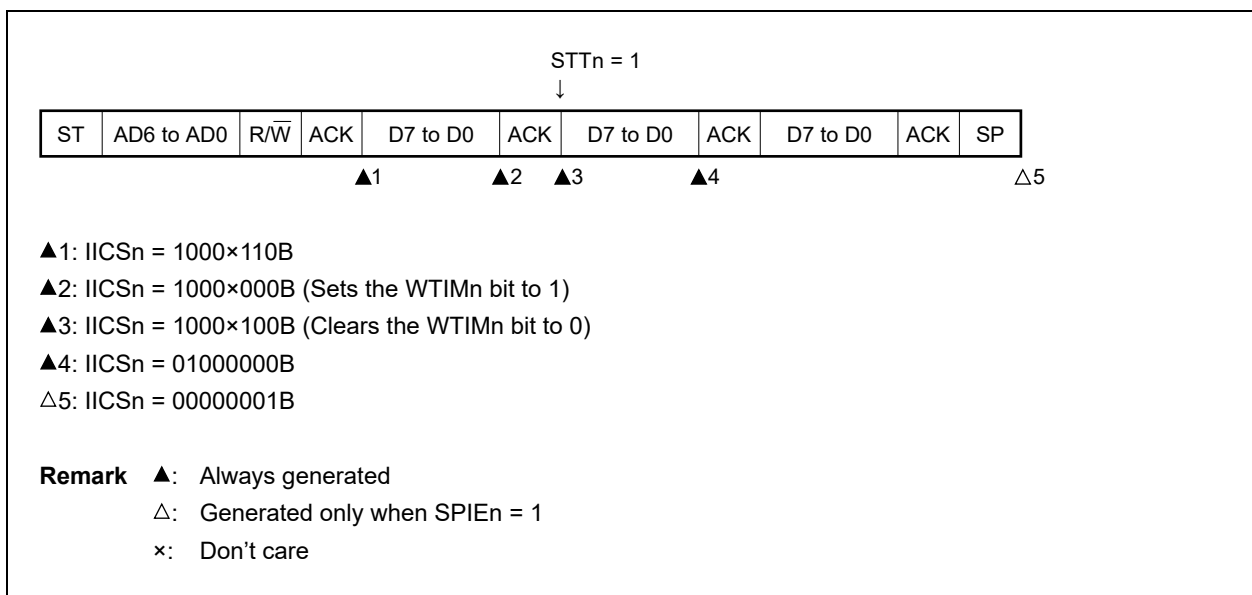 STTn = 1
↓
ST AD6 to AD0 R/W̅ ACK D7 to D0 ACK D7 to D0 ACK D7 to D0 ACK SP
▲1 ▲2 ▲3 ▲4 △5
▲1: IICSn = 1000×110B
▲2: IICSn = 1000×000B (Sets the WTIMn bit to 1)
▲3: IICSn = 1000×100B (Clears the WTIMn bit to 0)
▲4: IICSn = 01000000B
△5: IICSn = 00000001B
Remark ▲: Always generated
△: Generated only when SPIEn = 1
×: Don’t care